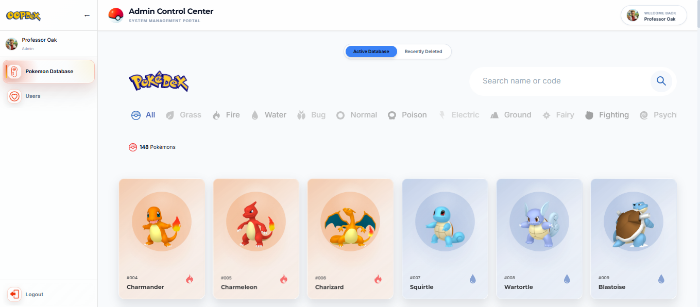 Admin Control Center
SYSTEM MANAGEMENT PORTAL
WELCOME BACK
Professor Oak
Professor Oak
Admin
Pokemon Database
Users
Active Database
Recently Deleted
POKéDEX
Search name or code
All
Grass
Fire
Water
Bug
Normal
Poison
Electric
Ground
Fairy
Fighting
Psych
148 Pokemons
#004
Charmander
#005
Charmeleon
#006
Charizard
#007
Squirtle
#008
Wartortle
#009
Blastoise
Logout